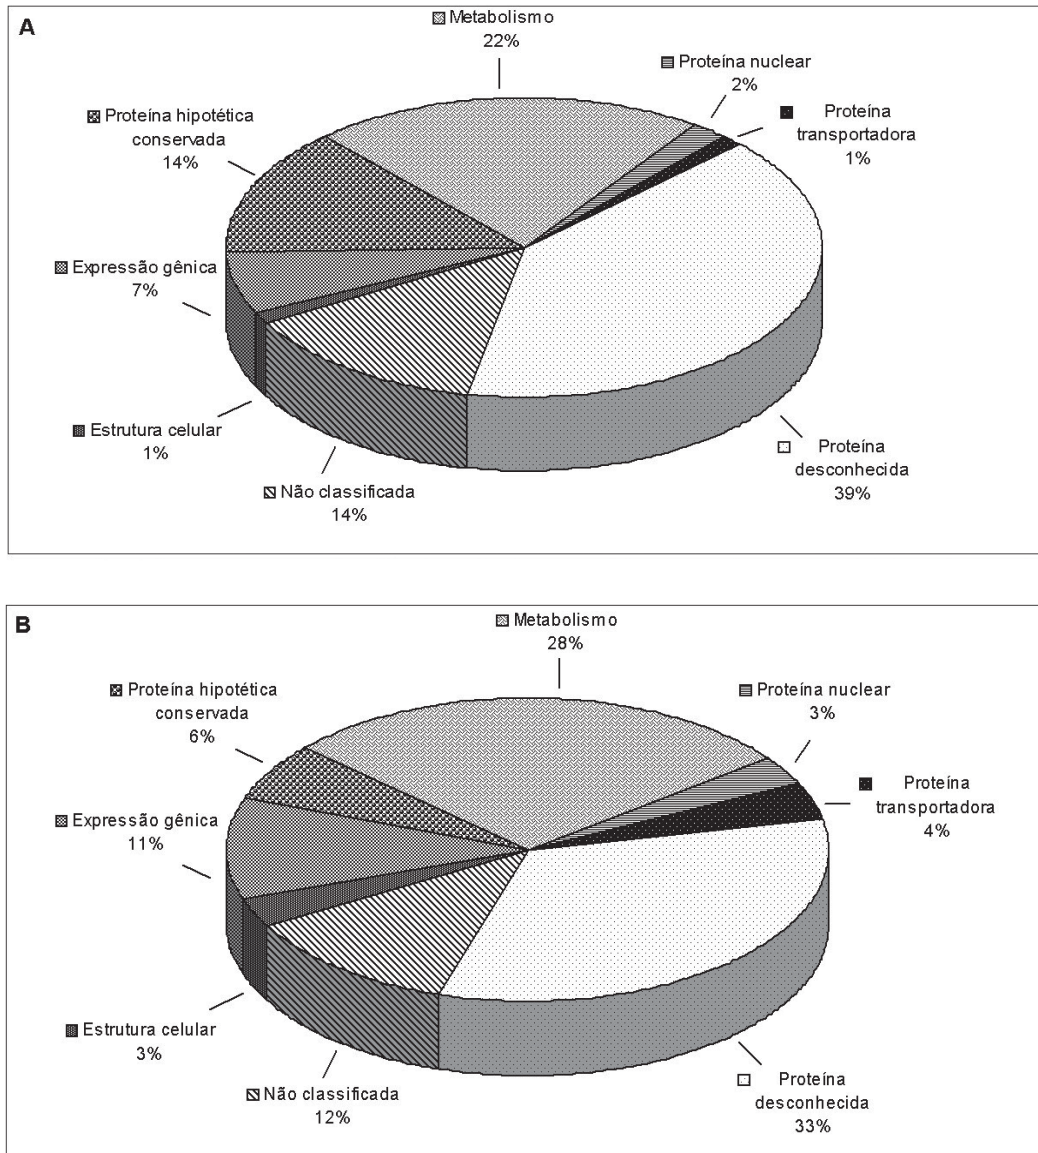 A
Metabolismo
22%
Proteína nuclear
2%
Proteína
transportadora
1%
Proteína hipotética
conservada
14%
Expressão gênica
7%
Estrutura celular
1%
Não classificada
14%
Proteína
desconhecida
39%
B
Metabolismo
28%
Proteína nuclear
3%
Proteína
transportadora
4%
Proteína hipotética
conservada
6%
Expressão gênica
11%
Estrutura celular
3%
Não classificada
12%
Proteína
desconhecida
33%